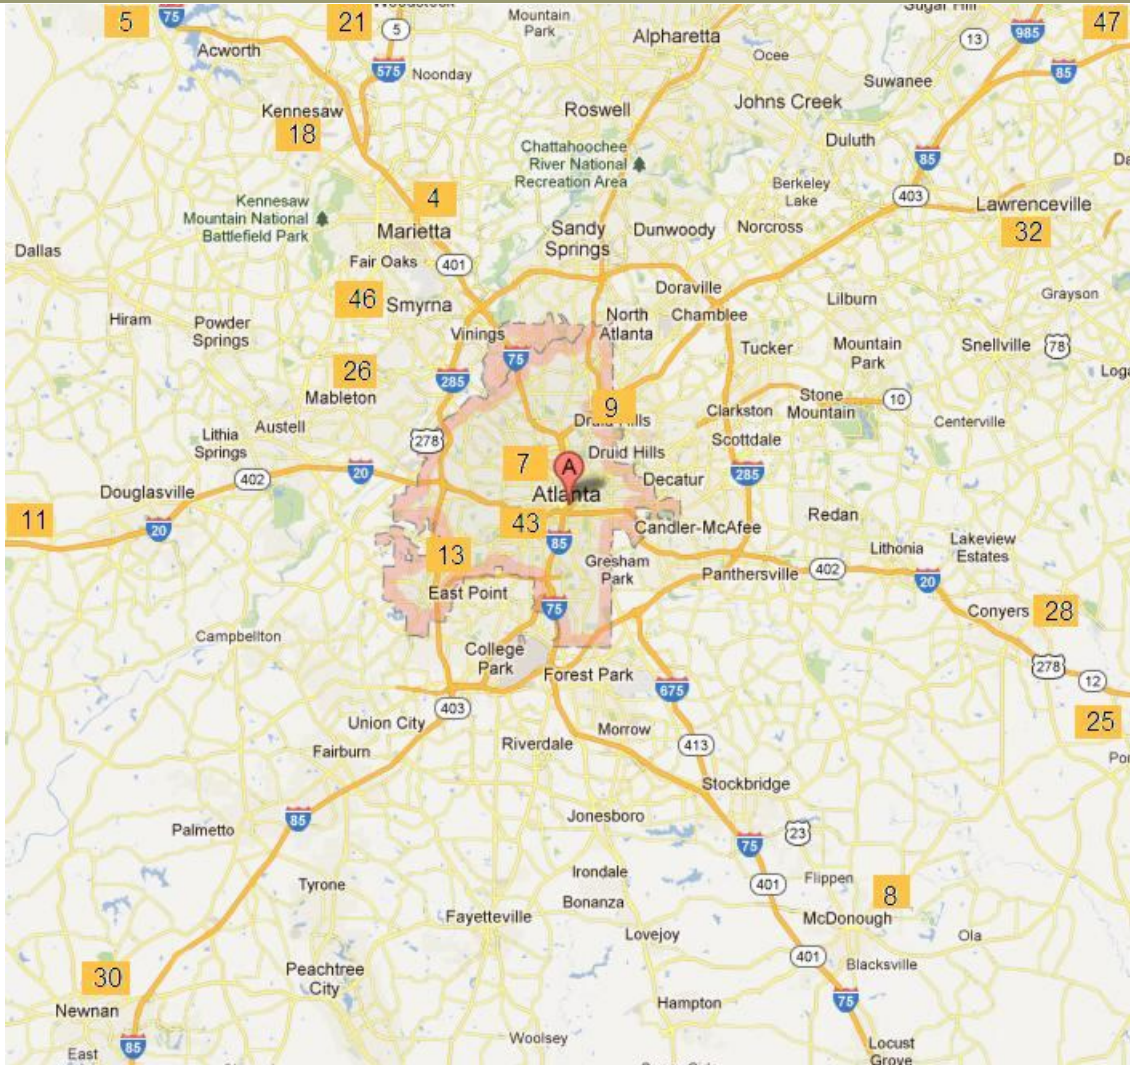 5
75
21
5
Mountain
Park
Alpharetta
Sugar Hill
13
985
47
Acworth
575
Noonday
Ocee
Suwanee
85
Kennesaw
18
Roswell
Johns Creek
Duluth
Chattahoochee
River National
Recreation Area
85
Berkeley
Lake
403
Kennesaw
Mountain National
Battlefield Park
4
Marietta
Sandy
Springs
Dunwoody
Norcross
Lawrenceville
32
Dallas
Fair Oaks
401
Doraville
46
Smyrna
Lilburn
Grayson
Hiram
Powder
Springs
Vinings
North
Atlanta
Chamblee
75
Tucker
Mountain
Park
Snellville
78
26
Mableton
285
9
Druid Hills
Clarkston
Stone
Mountain
10
Centerville
Lithia
Springs
Austell
278
Druid Hills
Scottdale
20
402
7
A
Decatur
285
Douglasville
Atlanta
11
20
43
85
Candler-McAfee
Redan
Lithonia
Lakeview
Estates
13
East Point
Gresham
Park
Panthersville
402
20
75
Conyers
28
Campbellton
College
Park
278
12
Forest Park
675
25
403
Union City
Morrow
413
Fairburn
Riverdale
Stockbridge
85
Palmetto
Jonesboro
23
75
Tyrone
Irondale
401
Flippen
8
Bonanza
Fayetteville
McDonough
Lovejoy
Ola
401
Blacksville
30
Peachtree
City
75
Newnan
Hampton
85
East
Woolsey
Locust
Grove